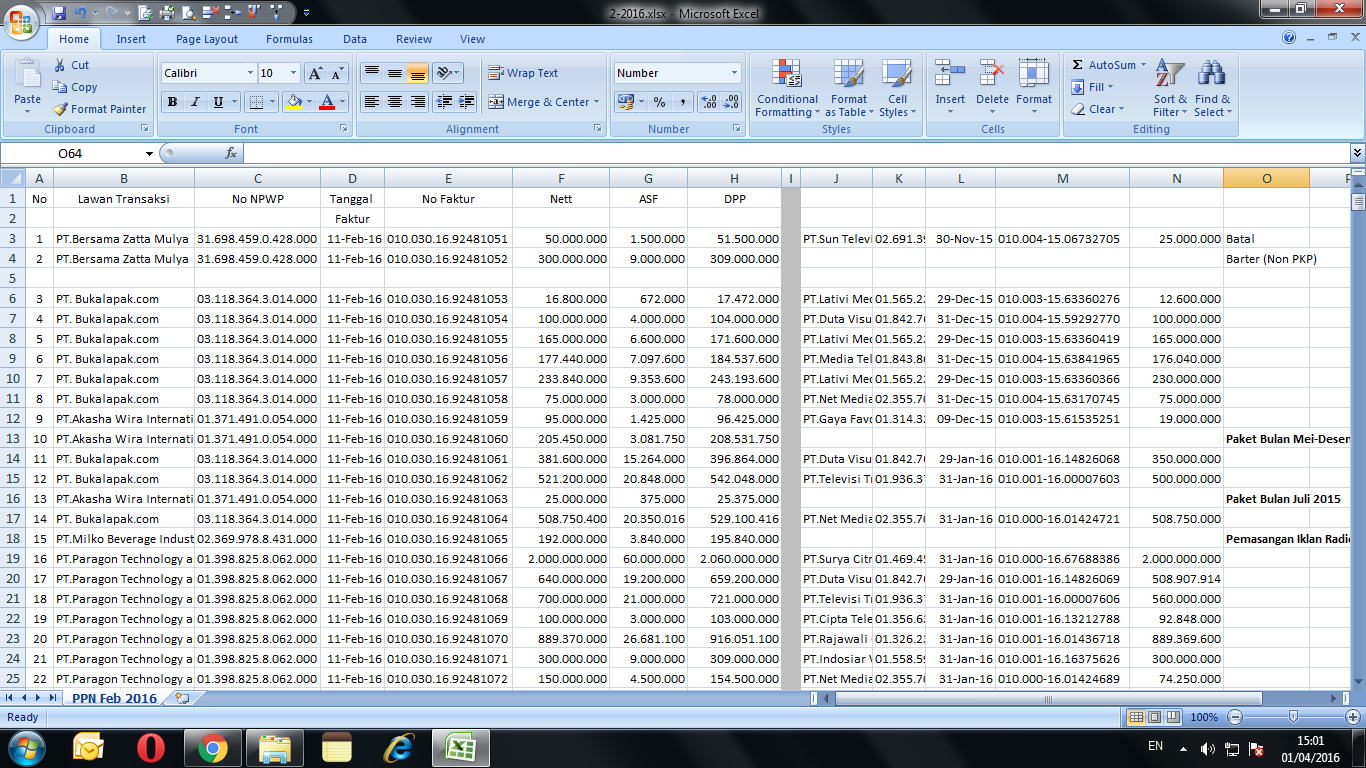 2-2016.xlsx - Microsoft Excel
Home Insert Page Layout Formulas Data Review View
Paste Cut Copy Format Painter Clipboard
Calibri 10 B I U Font
Wrap Text Merge & Center Alignment
Number % , Number
Conditional Formatting Format as Table Cell Styles Styles
Insert Delete Format Cells
AutoSum Fill Clear Sort & Filter Find & Select Editing
O64 fx
A B C D E F G H I J K L M N O P
1 No Lawan Transaksi No NPWP Tanggal No Faktur Nett ASF DPP
2 Faktur
3 1 PT.Bersama Zatta Mulya 31.698.459.0.428.000 11-Feb-16 010.030.16.92481051 50.000.000 1.500.000 51.500.000 PT.Sun Televi 02.691.39 30-Nov-15 010.004-15.06732705 25.000.000 Batal
4 2 PT.Bersama Zatta Mulya 31.698.459.0.428.000 11-Feb-16 010.030.16.92481052 300.000.000 9.000.000 309.000.000 Barter (Non PKP)
5
6 3 PT. Bukalapak.com 03.118.364.3.014.000 11-Feb-16 010.030.16.92481053 16.800.000 672.000 17.472.000 PT.Lativi Med 01.565.22 29-Dec-15 010.003-15.63360276 12.600.000
7 4 PT. Bukalapak.com 03.118.364.3.014.000 11-Feb-16 010.030.16.92481054 100.000.000 4.000.000 104.000.000 PT.Duta Visu 01.842.76 31-Dec-15 010.003-15.59292770 100.000.000
8 5 PT. Bukalapak.com 03.118.364.3.014.000 11-Feb-16 010.030.16.92481055 165.000.000 6.600.000 171.600.000 PT.Lativi Med 01.565.22 29-Dec-15 010.003-15.63360419 165.000.000
9 6 PT. Bukalapak.com 03.118.364.3.014.000 11-Feb-16 010.030.16.92481056 177.440.000 7.097.600 184.537.600 PT.Media Tel 01.843.86 31-Dec-15 010.004-15.63841965 176.040.000
10 7 PT. Bukalapak.com 03.118.364.3.014.000 11-Feb-16 010.030.16.92481057 233.840.000 9.353.600 243.193.600 PT.Lativi Med 01.565.22 29-Dec-15 010.003-15.63360366 230.000.000
11 8 PT. Bukalapak.com 03.118.364.3.014.000 11-Feb-16 010.030.16.92481058 75.000.000 3.000.000 78.000.000 PT.Net Media 02.355.70 31-Dec-15 010.004-15.63170745 75.000.000
12 9 PT.Akasha Wira Internati 01.371.491.0.054.000 11-Feb-16 010.030.16.92481059 95.000.000 1.425.000 96.425.000 PT.Gaya Favo 01.314.32 09-Dec-15 010.003-15.61535251 19.000.000
13 10 PT.Akasha Wira Internati 01.371.491.0.054.000 11-Feb-16 010.030.16.92481060 205.450.000 3.081.750 208.531.750 Paket Bulan Mei-Desen
14 11 PT. Bukalapak.com 03.118.364.3.014.000 11-Feb-16 010.030.16.92481061 381.600.000 15.264.000 396.864.000 PT.Duta Visu 01.842.76 29-Jan-16 010.001-16.14826068 350.000.000
15 12 PT. Bukalapak.com 03.118.364.3.014.000 11-Feb-16 010.030.16.92481062 521.200.000 20.848.000 542.048.000 PT.Televisi Tr 01.936.37 31-Jan-16 010.001-16.00007603 500.000.000
16 13 PT.Akasha Wira Internati 01.371.491.0.054.000 11-Feb-16 010.030.16.92481063 25.000.000 375.000 25.375.000 Paket Bulan Juli 2015
17 14 PT. Bukalapak.com 03.118.364.3.014.000 11-Feb-16 010.030.16.92481064 508.750.400 20.350.016 529.100.416 PT.Net Media 02.355.70 31-Jan-16 010.000-16.01424721 508.750.000
18 15 PT.Milko Beverage Indust 02.369.978.8.431.000 11-Feb-16 010.030.16.92481065 192.000.000 3.840.000 195.840.000 Pemasangan Iklan Radio
19 16 PT.Paragon Technology a 01.398.825.8.062.000 11-Feb-16 010.030.16.92481066 2.000.000.000 60.000.000 2.060.000.000 PT.Surya Citr 01.469.45 31-Jan-16 010.000-16.67688386 2.000.000.000
20 17 PT.Paragon Technology a 01.398.825.8.062.000 11-Feb-16 010.030.16.92481067 640.000.000 19.200.000 659.200.000 PT.Duta Visu 01.842.76 29-Jan-16 010.001-16.14826069 508.907.914
21 18 PT.Paragon Technology a 01.398.825.8.062.000 11-Feb-16 010.030.16.92481068 700.000.000 21.000.000 721.000.000 PT.Televisi Tr 01.936.37 31-Jan-16 010.001-16.00007606 560.000.000
22 19 PT.Paragon Technology a 01.398.825.8.062.000 11-Feb-16 010.030.16.92481069 100.000.000 3.000.000 103.000.000 PT.Cipta Tele 01.356.62 31-Jan-16 010.001-16.13212788 92.848.000
23 20 PT.Paragon Technology a 01.398.825.8.062.000 11-Feb-16 010.030.16.92481070 889.370.000 26.681.100 916.051.100 PT.Rajawali 01.326.23 31-Jan-16 010.001-16.01436718 889.369.600
24 21 PT.Paragon Technology a 01.398.825.8.062.000 11-Feb-16 010.030.16.92481071 300.000.000 9.000.000 309.000.000 PT.Indosiar V 01.558.59 31-Jan-16 010.001-16.16375626 300.000.000
25 22 PT.Paragon Technology a 01.398.825.8.062.000 11-Feb-16 010.030.16.92481072 150.000.000 4.500.000 154.500.000 PT.Net Media 02.355.70 31-Jan-16 010.000-16.01424689 74.250.000
PPN Feb 2016
Ready 100%
EN 15:01
01/04/2016